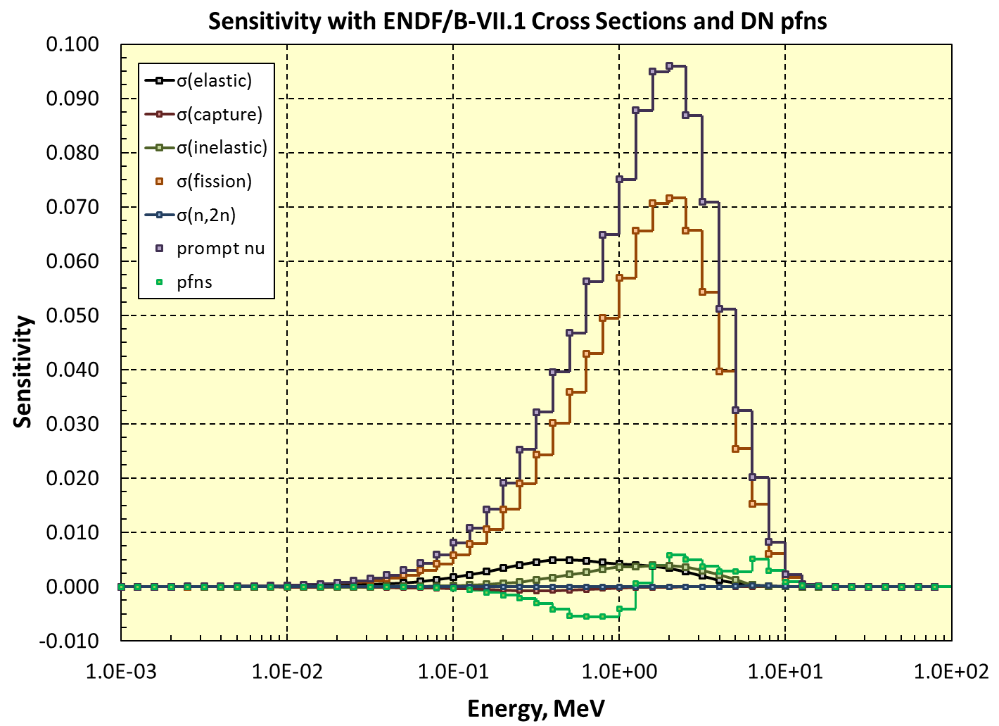 Sensitivity with ENDF/B-VII.1 Cross Sections and DN pfns
0.100
0.090
0.080
0.070
0.060
0.050
0.040
0.030
0.020
0.010
0.000
-0.010
Sensitivity
σ(elastic)
σ(capture)
σ(inelastic)
σ(fission)
σ(n,2n)
prompt nu
pfns
1.0E-03 1.0E-02 1.0E-01 1.0E+00 1.0E+01 1.0E+02
Energy, MeV